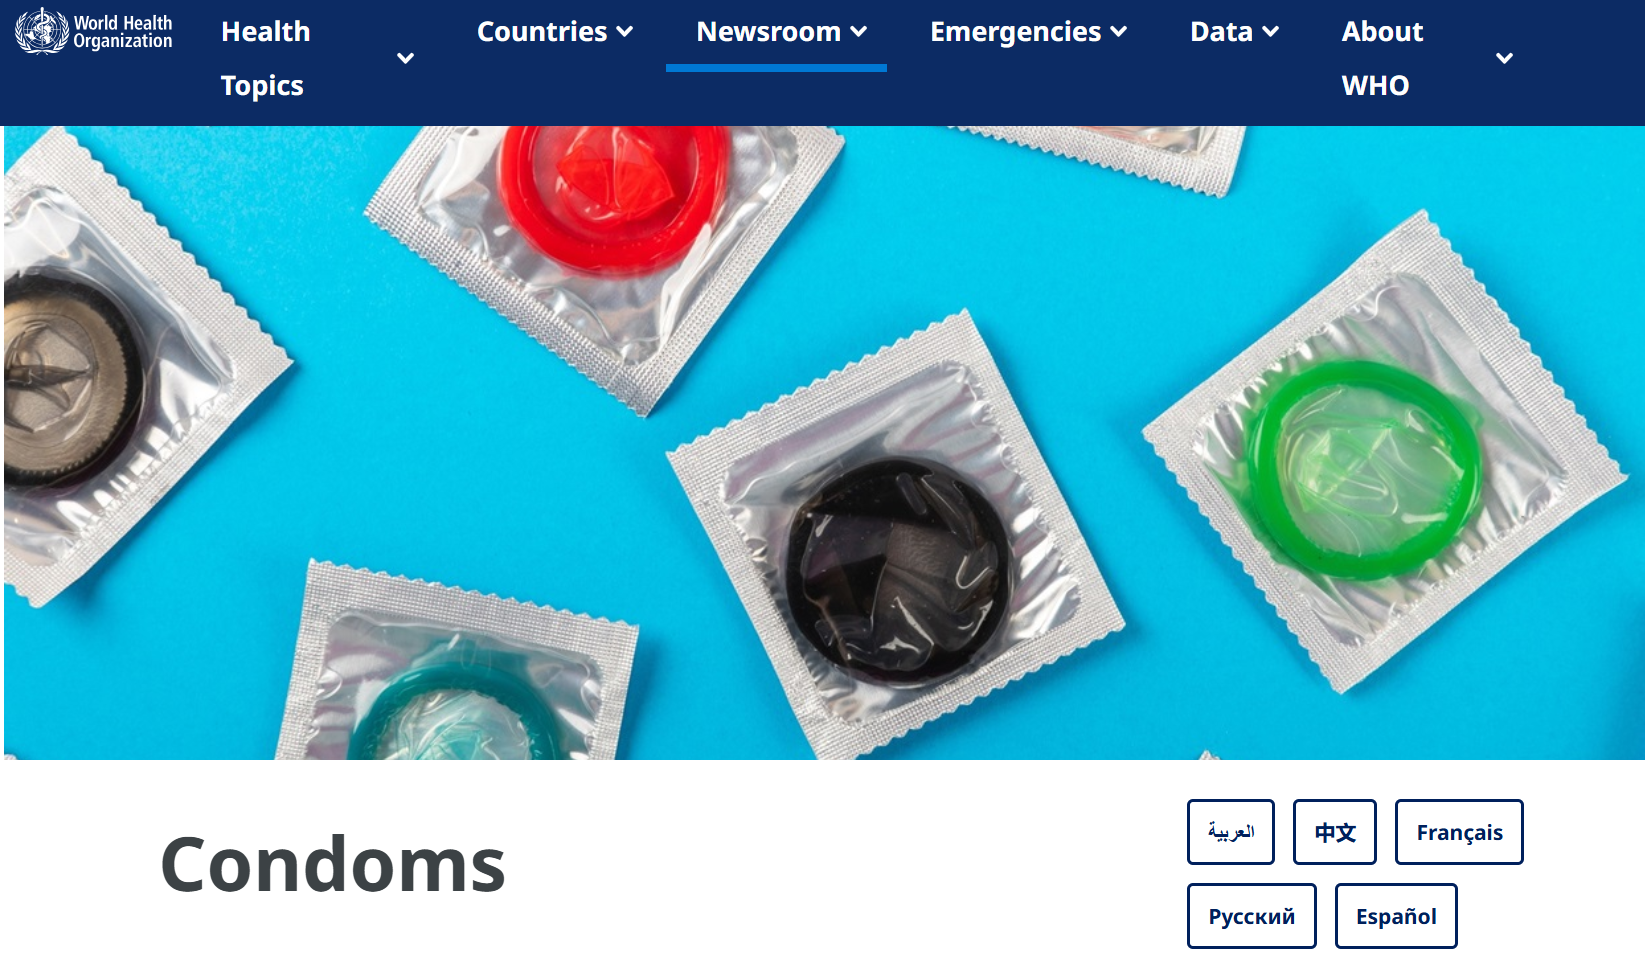 World Health
Organization
Health
Topics
Countries
Newsroom
Emergencies
Data
About
WHO
Condoms
العربية
中文
Français
Русский
Español